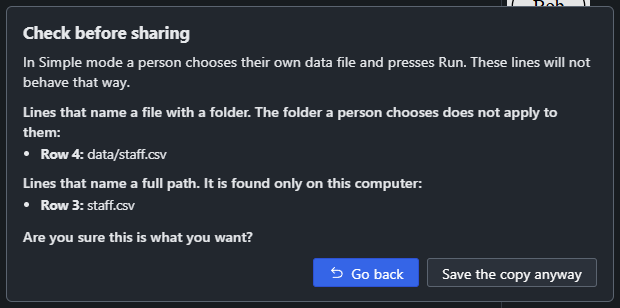 Bob
Check before sharing
In Simple mode a person chooses their own data file and presses Run. These lines will not
behave that way.
Lines that name a file with a folder. The folder a person chooses does not apply to
them:
• Row 4: data/staff.csv
Lines that name a full path. It is found only on this computer:
• Row 3: staff.csv
Are you sure this is what you want?
Go back
Save the copy anyway